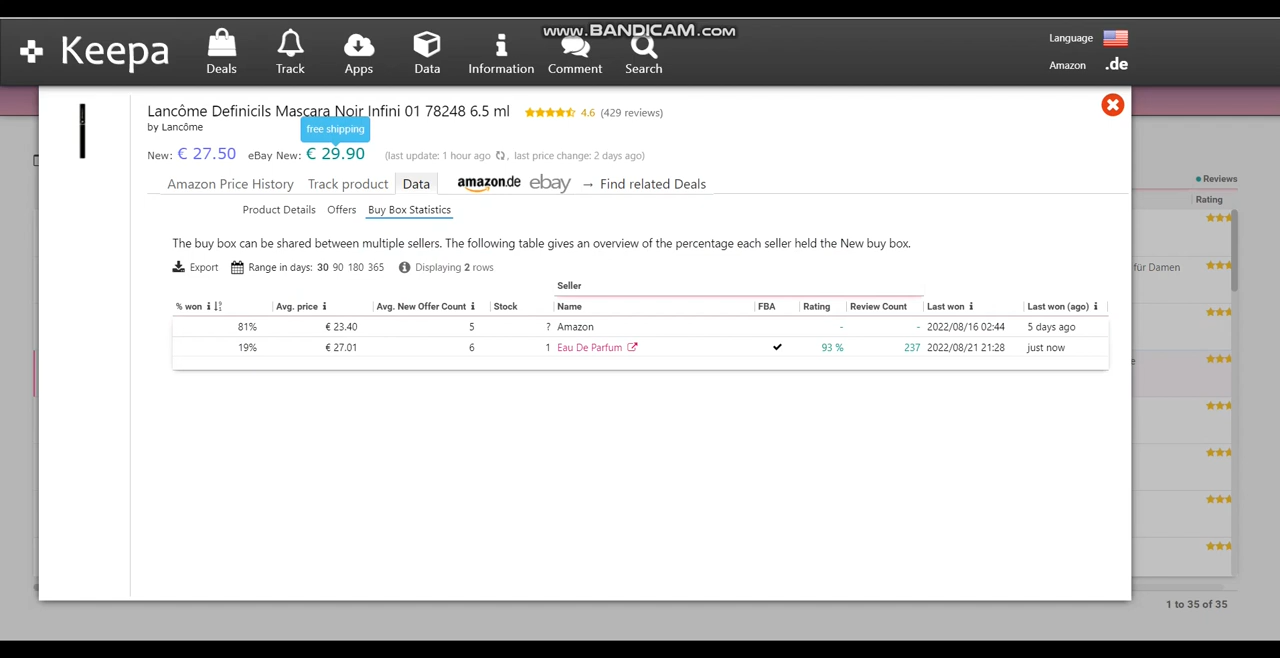 www.BANDICAM.com
Keepa
Deals
Track
Apps
Data
Information
Comment
Search
Language
Amazon .de
Lancôme Definicils Mascara Noir Infini 01 78248 6.5 ml 4.6 (429 reviews)
by Lancôme
free shipping
New: € 27.50 eBay New: € 29.90 (last update: 1 hour ago , last price change: 2 days ago)
Amazon Price History Track product Data amazon.de ebay → Find related Deals
Product Details Offers Buy Box Statistics
The buy box can be shared between multiple sellers. The following table gives an overview of the percentage each seller held the New buy box.
Export Range in days: 30 90 180 365 Displaying 2 rows
Seller
% won Avg. price Avg. New Offer Count Stock Name FBA Rating Review Count Last won Last won (ago)
81% € 23.40 5 ? Amazon - - 2022/08/16 02:44 5 days ago
19% € 27.01 6 1 Eau De Parfum ✔ 93 % 237 2022/08/21 21:28 just now
Reviews
Rating
für Damen
1 to 35 of 35